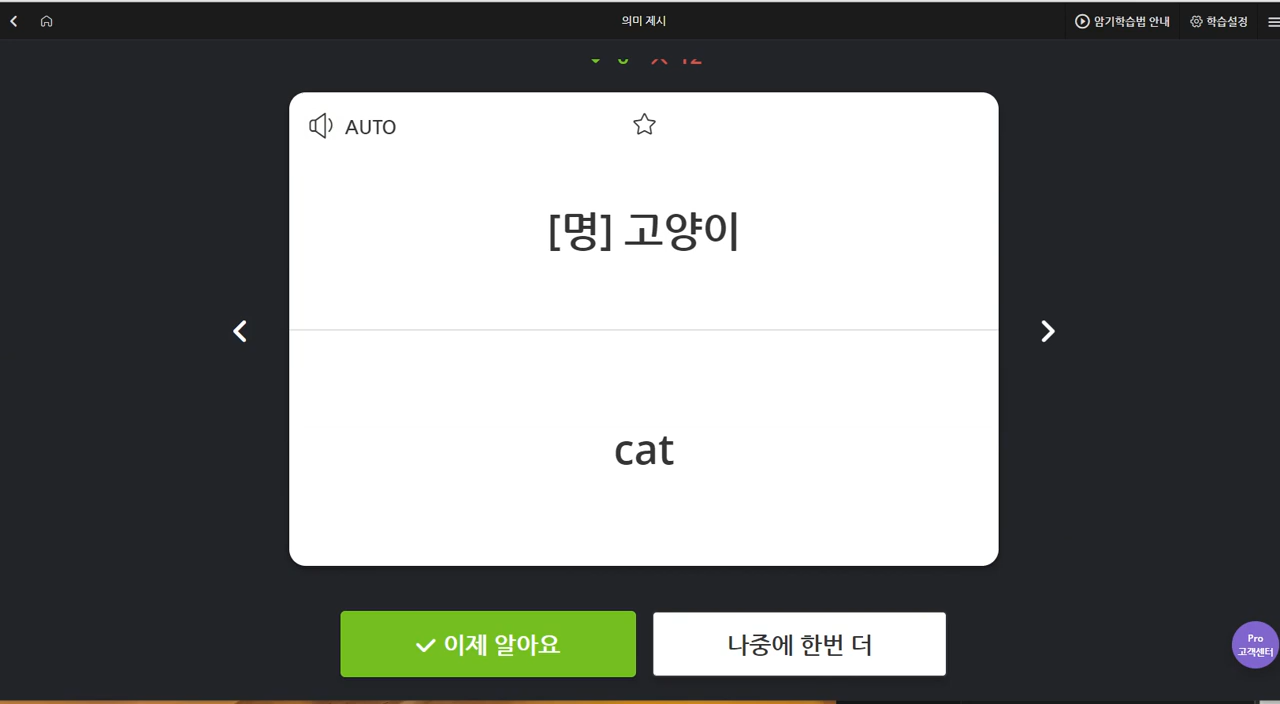 의미 제시
암기학습법 안내
학습설정
AUTO
[명] 고양이
cat
이제 알아요
나중에 한번 더
Pro
고객센터